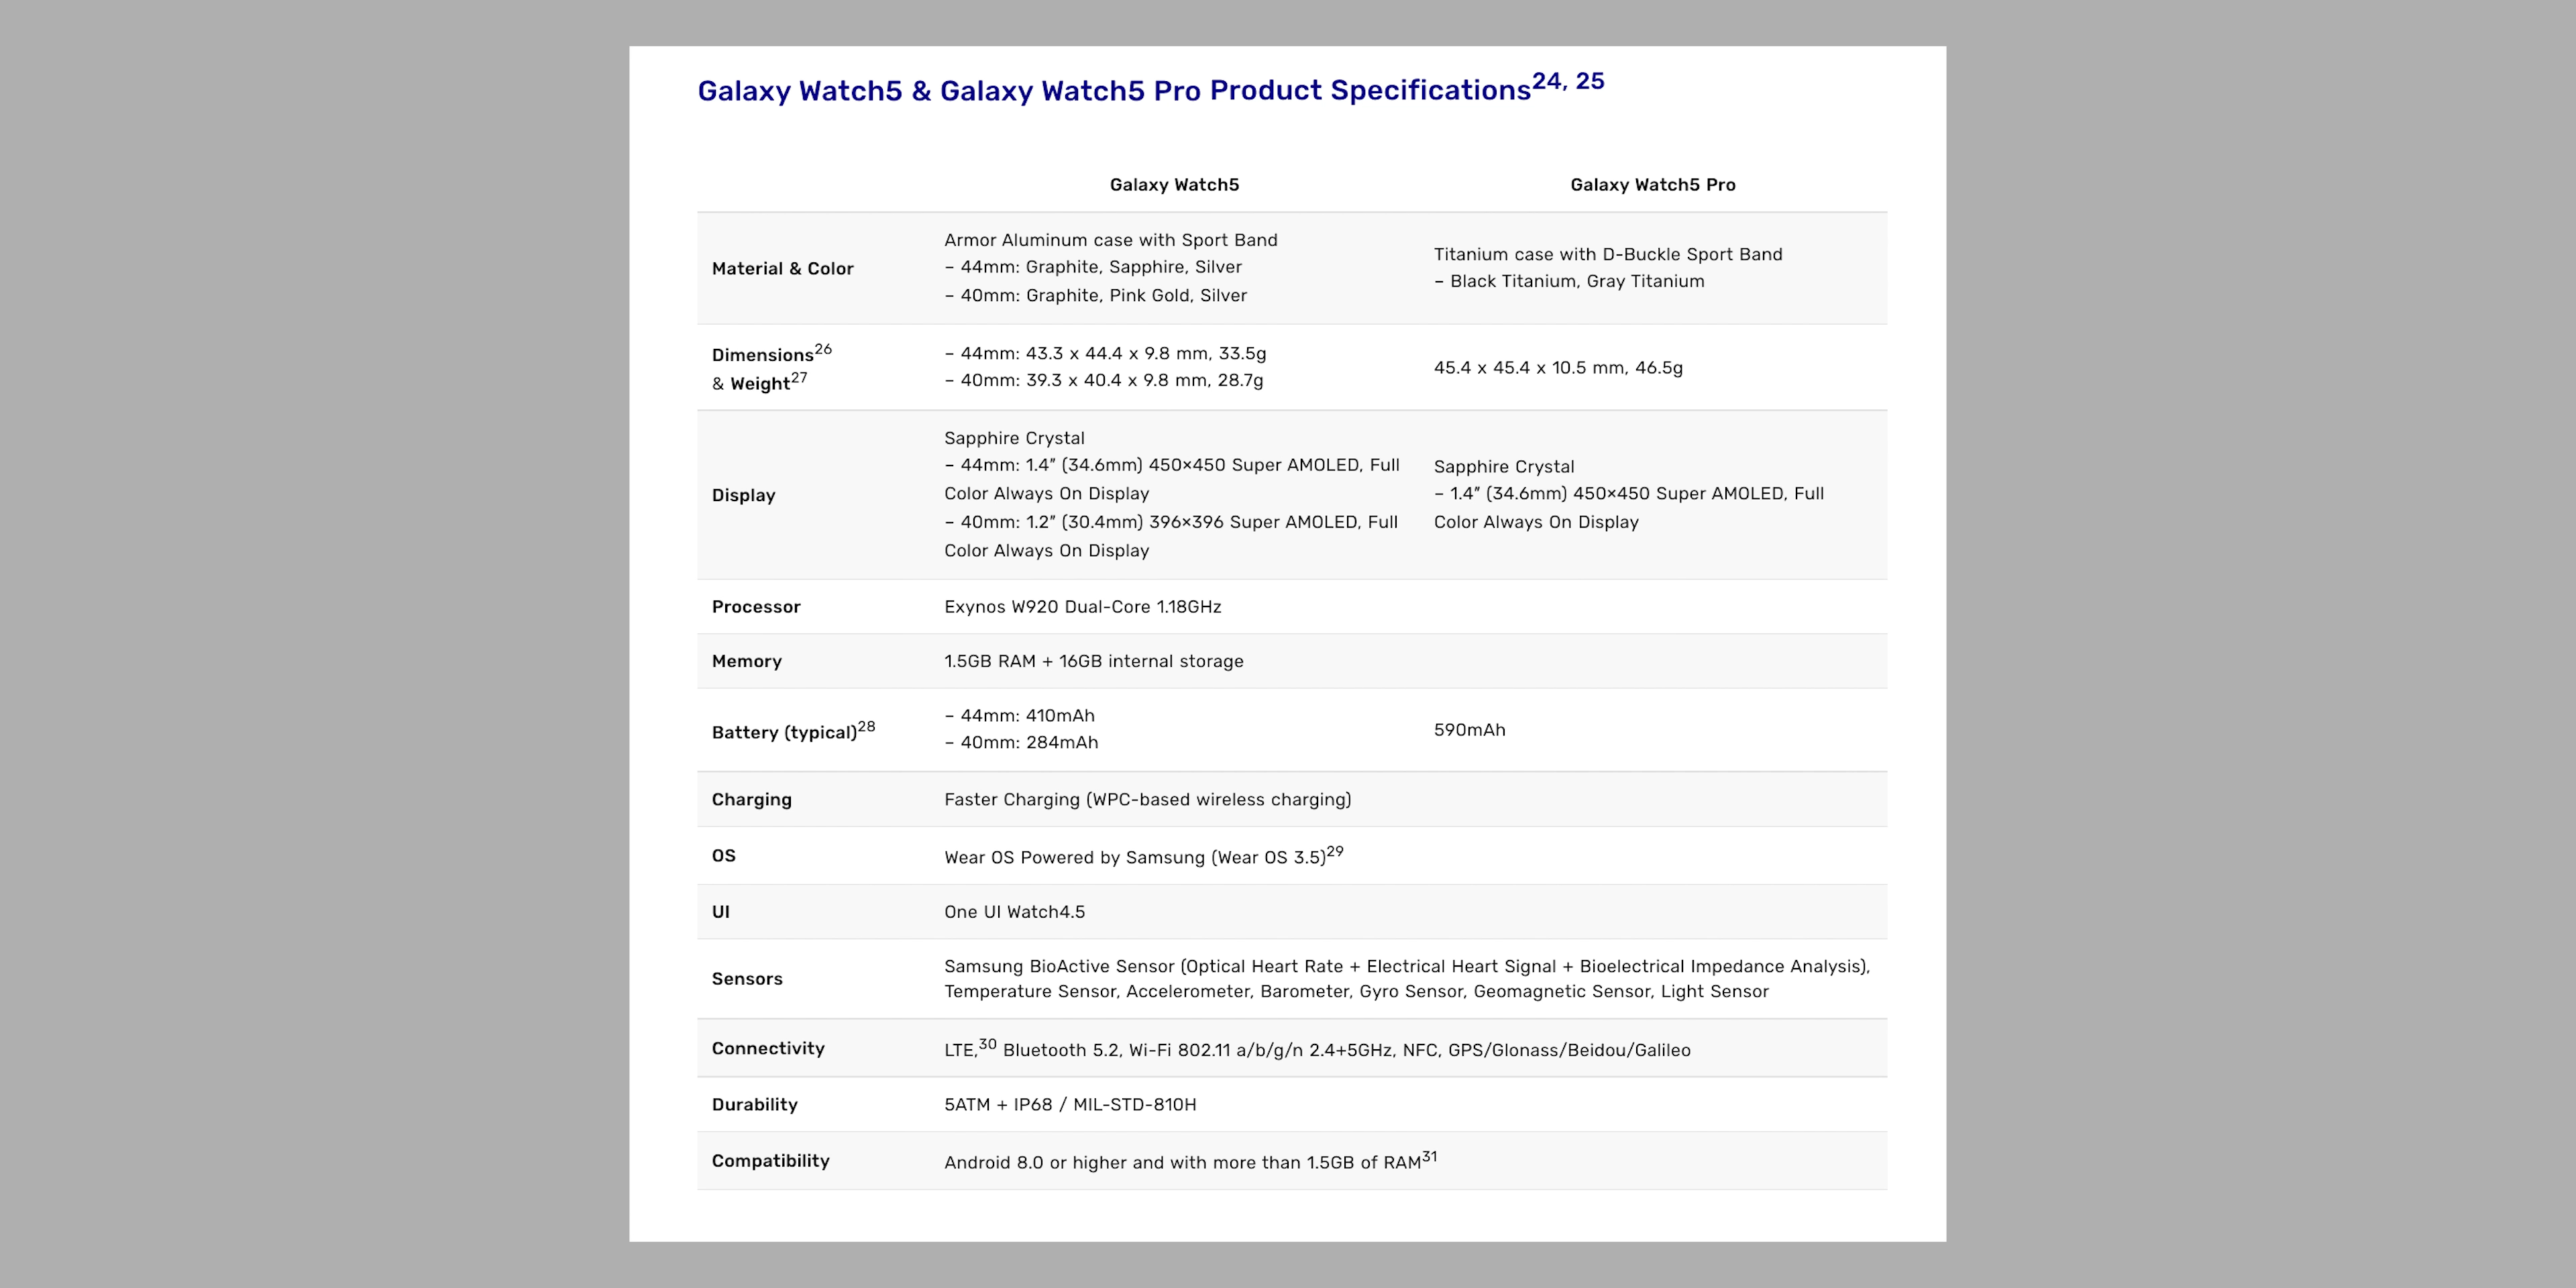 Galaxy Watch5 & Galaxy Watch5 Pro Product Specifications24, 25
Galaxy Watch5
Galaxy Watch5 Pro
Material & Color
Armor Aluminum case with Sport Band
– 44mm: Graphite, Sapphire, Silver
– 40mm: Graphite, Pink Gold, Silver
Titanium case with D-Buckle Sport Band
– Black Titanium, Gray Titanium
Dimensions26
& Weight27
– 44mm: 43.3 x 44.4 x 9.8 mm, 33.5g
– 40mm: 39.3 x 40.4 x 9.8 mm, 28.7g
45.4 x 45.4 x 10.5 mm, 46.5g
Display
Sapphire Crystal
– 44mm: 1.4″ (34.6mm) 450×450 Super AMOLED, Full
Color Always On Display
– 40mm: 1.2″ (30.4mm) 396×396 Super AMOLED, Full
Color Always On Display
Sapphire Crystal
– 1.4″ (34.6mm) 450×450 Super AMOLED, Full
Color Always On Display
Processor
Exynos W920 Dual-Core 1.18GHz
Memory
1.5GB RAM + 16GB internal storage
Battery (typical)28
– 44mm: 410mAh
– 40mm: 284mAh
590mAh
Charging
Faster Charging (WPC-based wireless charging)
OS
Wear OS Powered by Samsung (Wear OS 3.5)29
UI
One UI Watch4.5
Sensors
Samsung BioActive Sensor (Optical Heart Rate + Electrical Heart Signal + Bioelectrical Impedance Analysis),
Temperature Sensor, Accelerometer, Barometer, Gyro Sensor, Geomagnetic Sensor, Light Sensor
Connectivity
LTE,30 Bluetooth 5.2, Wi-Fi 802.11 a/b/g/n 2.4+5GHz, NFC, GPS/Glonass/Beidou/Galileo
Durability
5ATM + IP68 / MIL-STD-810H
Compatibility
Android 8.0 or higher and with more than 1.5GB of RAM31